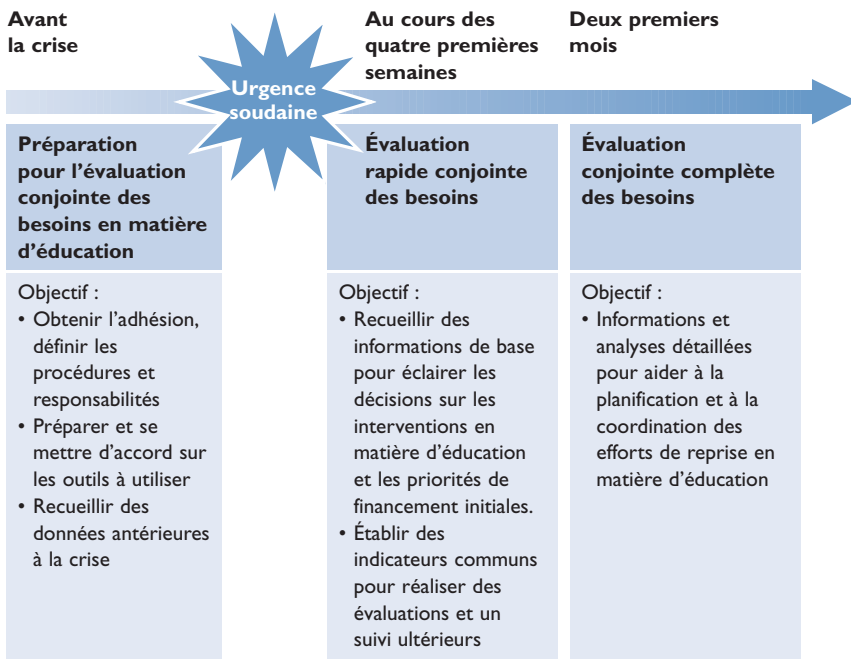 Avant
la crise
Urgence
soudaine
Au cours des
quatre premières
semaines
Deux premiers
mois
Préparation
pour l'évaluation
conjointe des
besoins en matière
d'éducation
Objectif :
• Obtenir l'adhésion,
définir les
procédures et
responsabilités
• Préparer et se
mettre d'accord sur
les outils à utiliser
• Recueillir des
données antérieures
à la crise
Évaluation
rapide conjointe
des besoins
Objectif :
• Recueillir des
informations de base
pour éclairer les
décisions sur les
interventions en
matière d'éducation
et les priorités de
financement initiales.
• Établir des
indicateurs communs
pour réaliser des
évaluations et un
suivi ultérieurs
Évaluation
conjointe complète
des besoins
Objectif :
• Informations et
analyses détaillées
pour aider à la
planification et à la
coordination des
efforts de reprise en
matière d'éducation